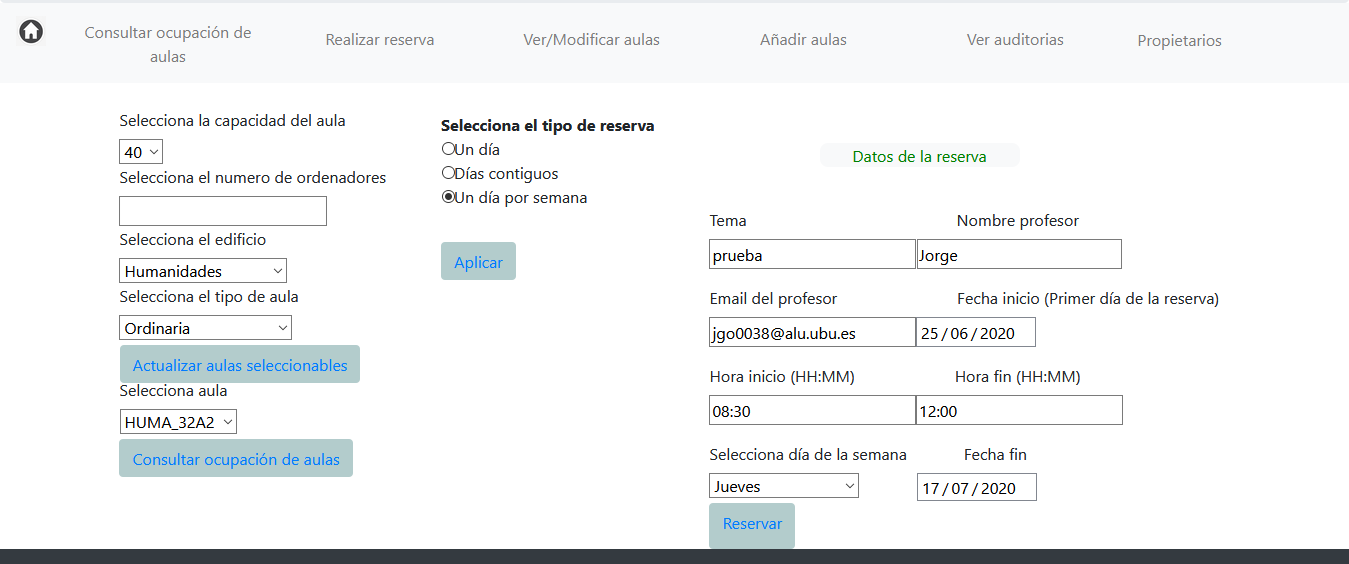 Consultar ocupación de
aulas
Realizar reserva
Ver/Modificar aulas
Añadir aulas
Ver auditorias
Propietarios
Selecciona la capacidad del aula
40
Selecciona el numero de ordenadores
Selecciona el edificio
Humanidades
Selecciona el tipo de aula
Ordinaria
Actualizar aulas seleccionables
Selecciona aula
HUMA_32A2
Consultar ocupación de aulas
Selecciona el tipo de reserva
Un día
Días contiguos
Un día por semana
Aplicar
Datos de la reserva
Tema
Nombre profesor
prueba
Jorge
Email del profesor
Fecha inicio (Primer día de la reserva)
jgo0038@alu.ubu.es
25 / 06 / 2020
Hora inicio (HH:MM)
Hora fin (HH:MM)
08:30
12:00
Selecciona día de la semana
Fecha fin
Jueves
17 / 07 / 2020
Reservar